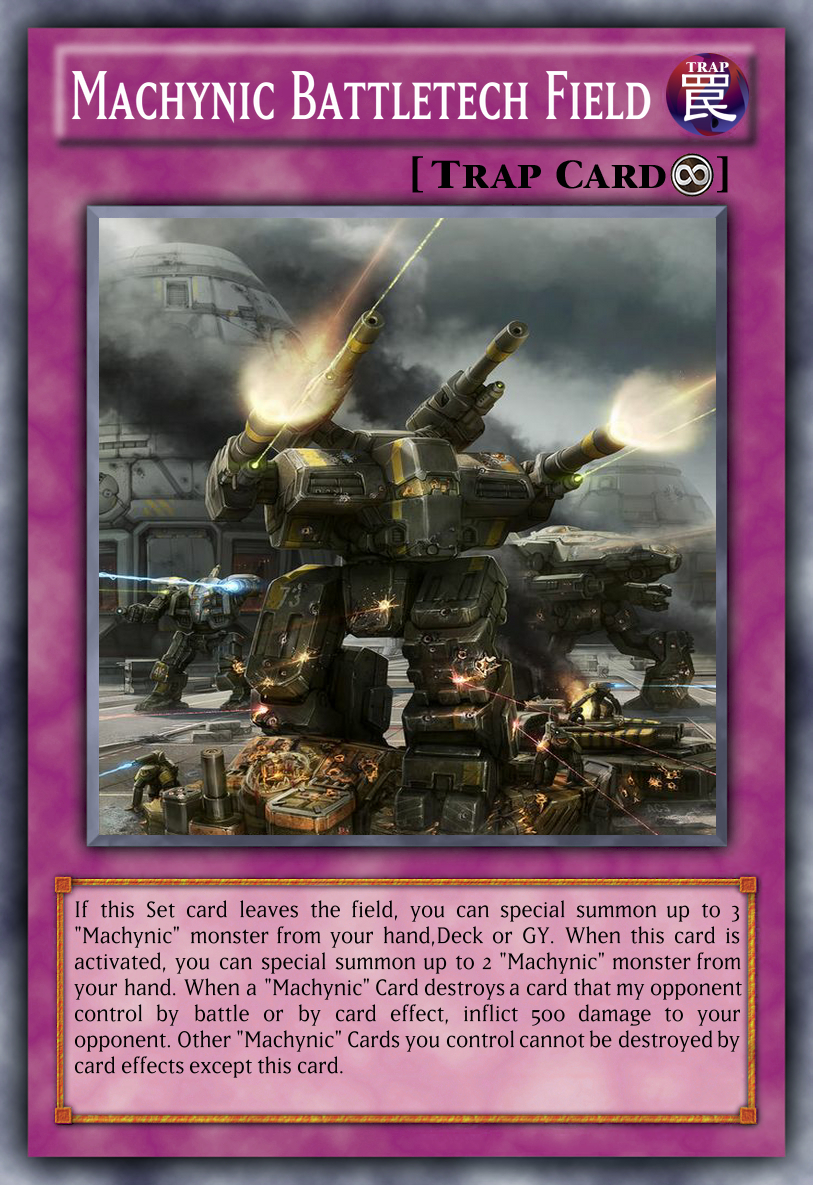 Machynic Battletech Field
TRAP
罠
[Trap Card∞]
73
If this Set card leaves the field, you can special summon up to 3
"Machynic" monster from your hand,Deck or GY. When this card is
activated, you can special summon up to 2 "Machynic" monster from
your hand. When a "Machynic" Card destroys a card that my opponent
control by battle or by card effect, inflict 500 damage to your
opponent. Other "Machynic" Cards you control cannot be destroyed by
card effects except this card.